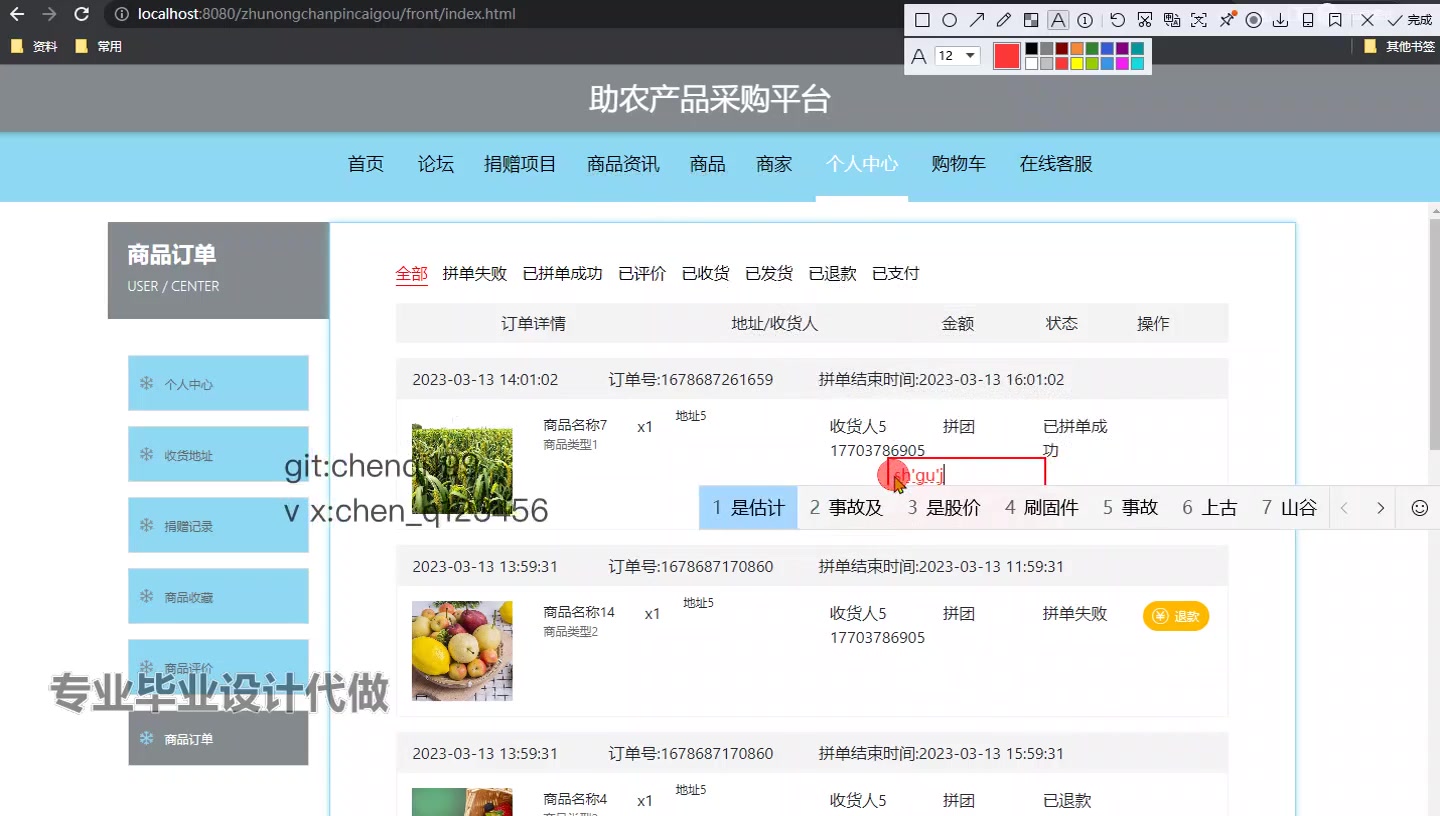 localhost:8080/zhunongchanpincaigou/front/index.html
资料 常用 其他书签
完成
12
助农产品采购平台
首页 论坛 捐赠项目 商品资讯 商品 商家 个人中心 购物车 在线客服
商品订单
USER / CENTER
个人中心
收货地址
捐赠记录
商品收藏
商品评价
商品订单
全部 拼单失败 已拼单成功 已评价 已收货 已发货 已退款 已支付
订单详情 地址/收货人 金额 状态 操作
2023-03-13 14:01:02 订单号:1678687261659 拼单结束时间:2023-03-13 16:01:02
商品名称7 x1 地址5 收货人5 拼团 已拼单成功
商品类型1 17703786905
sh'gu'j
1 是估计 2 事故及 3 是股价 4 刷固件 5 事故 6 上古 7 山谷
v x:chen_q123456
2023-03-13 13:59:31 订单号:1678687170860 拼单结束时间:2023-03-13 11:59:31
商品名称14 x1 地址5 收货人5 拼团 拼单失败 退款
商品类型2 17703786905
专业毕业设计代做
2023-03-13 13:59:31 订单号:1678687170860 拼单结束时间:2023-03-13 15:59:31
商品名称4 x1 地址5 收货人5 拼团 已退款